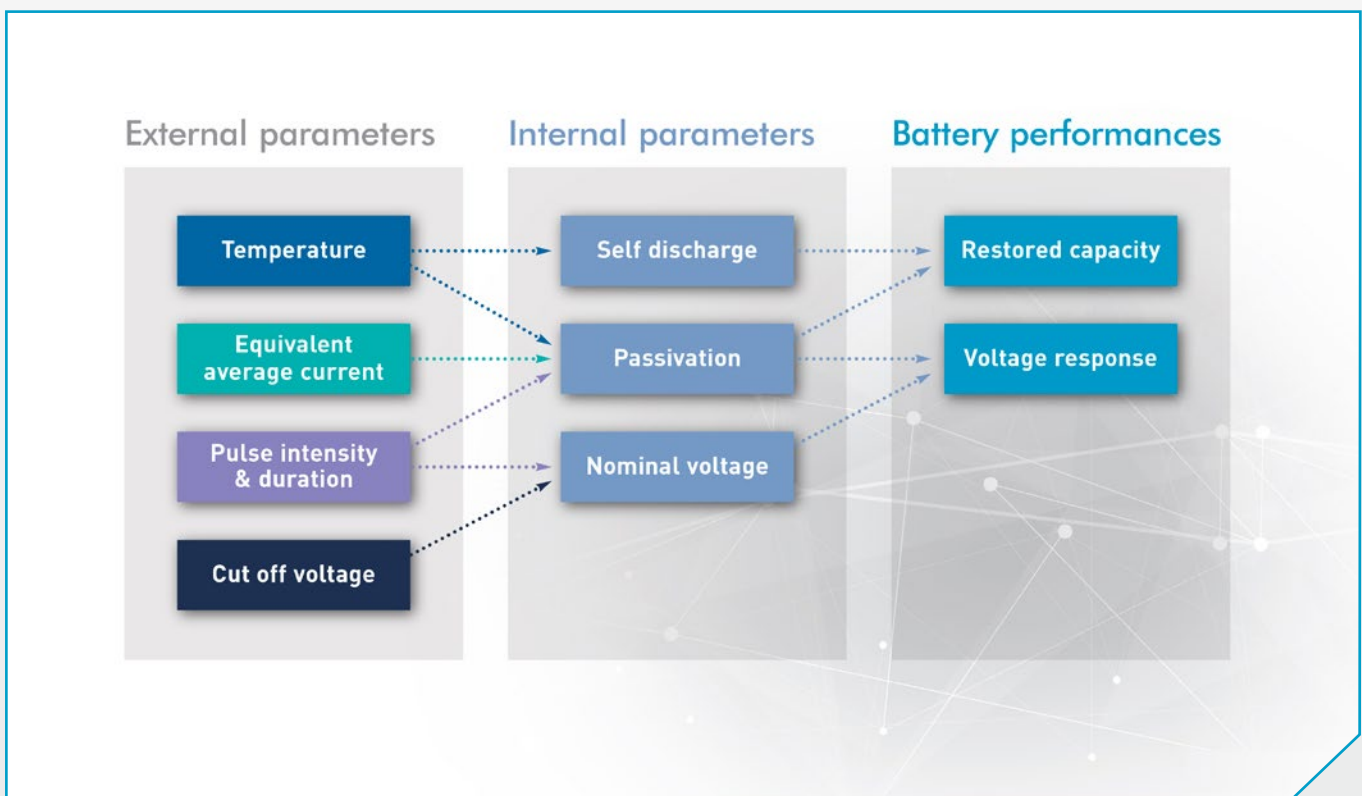 External parameters
Internal parameters
Battery performances
Temperature
Self discharge
Restored capacity
Equivalent
average current
Passivation
Voltage response
Pulse intensity
& duration
Nominal voltage
Cut off voltage